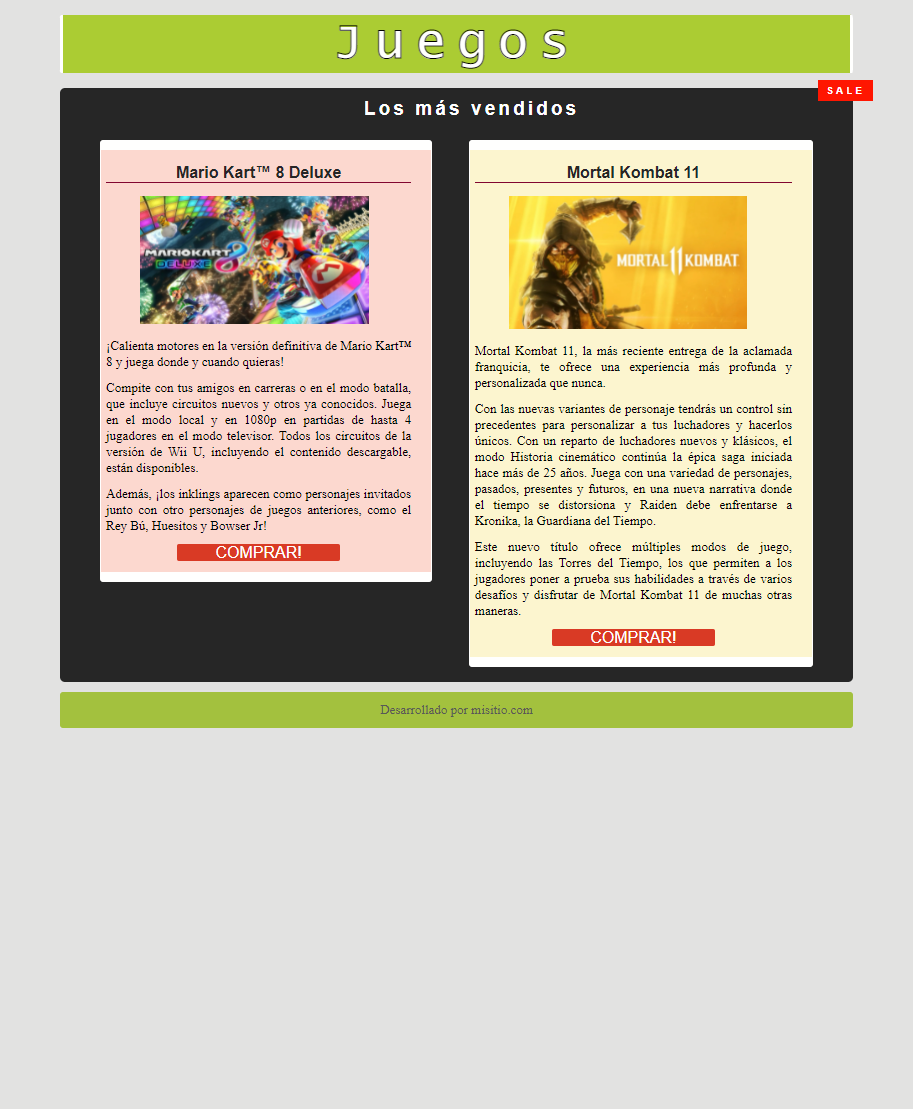 Juegos
SALE
Los más vendidos
Mario Kart™ 8 Deluxe
MARIOKART 8
DELUXE
¡Calienta motores en la versión definitiva de Mario Kart™
8 y juega donde y cuando quieras!
Compite con tus amigos en carreras o en el modo batalla,
que incluye circuitos nuevos y otros ya conocidos. Juega
en el modo local y en 1080p en partidas de hasta 4
jugadores en el modo televisor. Todos los circuitos de la
versión de Wii U, incluyendo el contenido descargable,
están disponibles.
Además, ¡los inklings aparecen como personajes invitados
junto con otro personajes de juegos anteriores, como el
Rey Bú, Huesitos y Bowser Jr!
COMPRAR!
Mortal Kombat 11
MORTAL 11 KOMBAT
Mortal Kombat 11, la más reciente entrega de la aclamada
franquicia, te ofrece una experiencia más profunda y
personalizada que nunca.
Con las nuevas variantes de personaje tendrás un control sin
precedentes para personalizar a tus luchadores y hacerlos
únicos. Con un reparto de luchadores nuevos y klásicos, el
modo Historia cinemático continúa la épica saga iniciada
hace más de 25 años. Juega con una variedad de personajes,
pasados, presentes y futuros, en una nueva narrativa donde
el tiempo se distorsiona y Raiden debe enfrentarse a
Kronika, la Guardiana del Tiempo.
Este nuevo título ofrece múltiples modos de juego,
incluyendo las Torres del Tiempo, los que permiten a los
jugadores poner a prueba sus habilidades a través de varios
desafíos y disfrutar de Mortal Kombat 11 de muchas otras
maneras.
COMPRAR!
Desarrollado por misitio.com